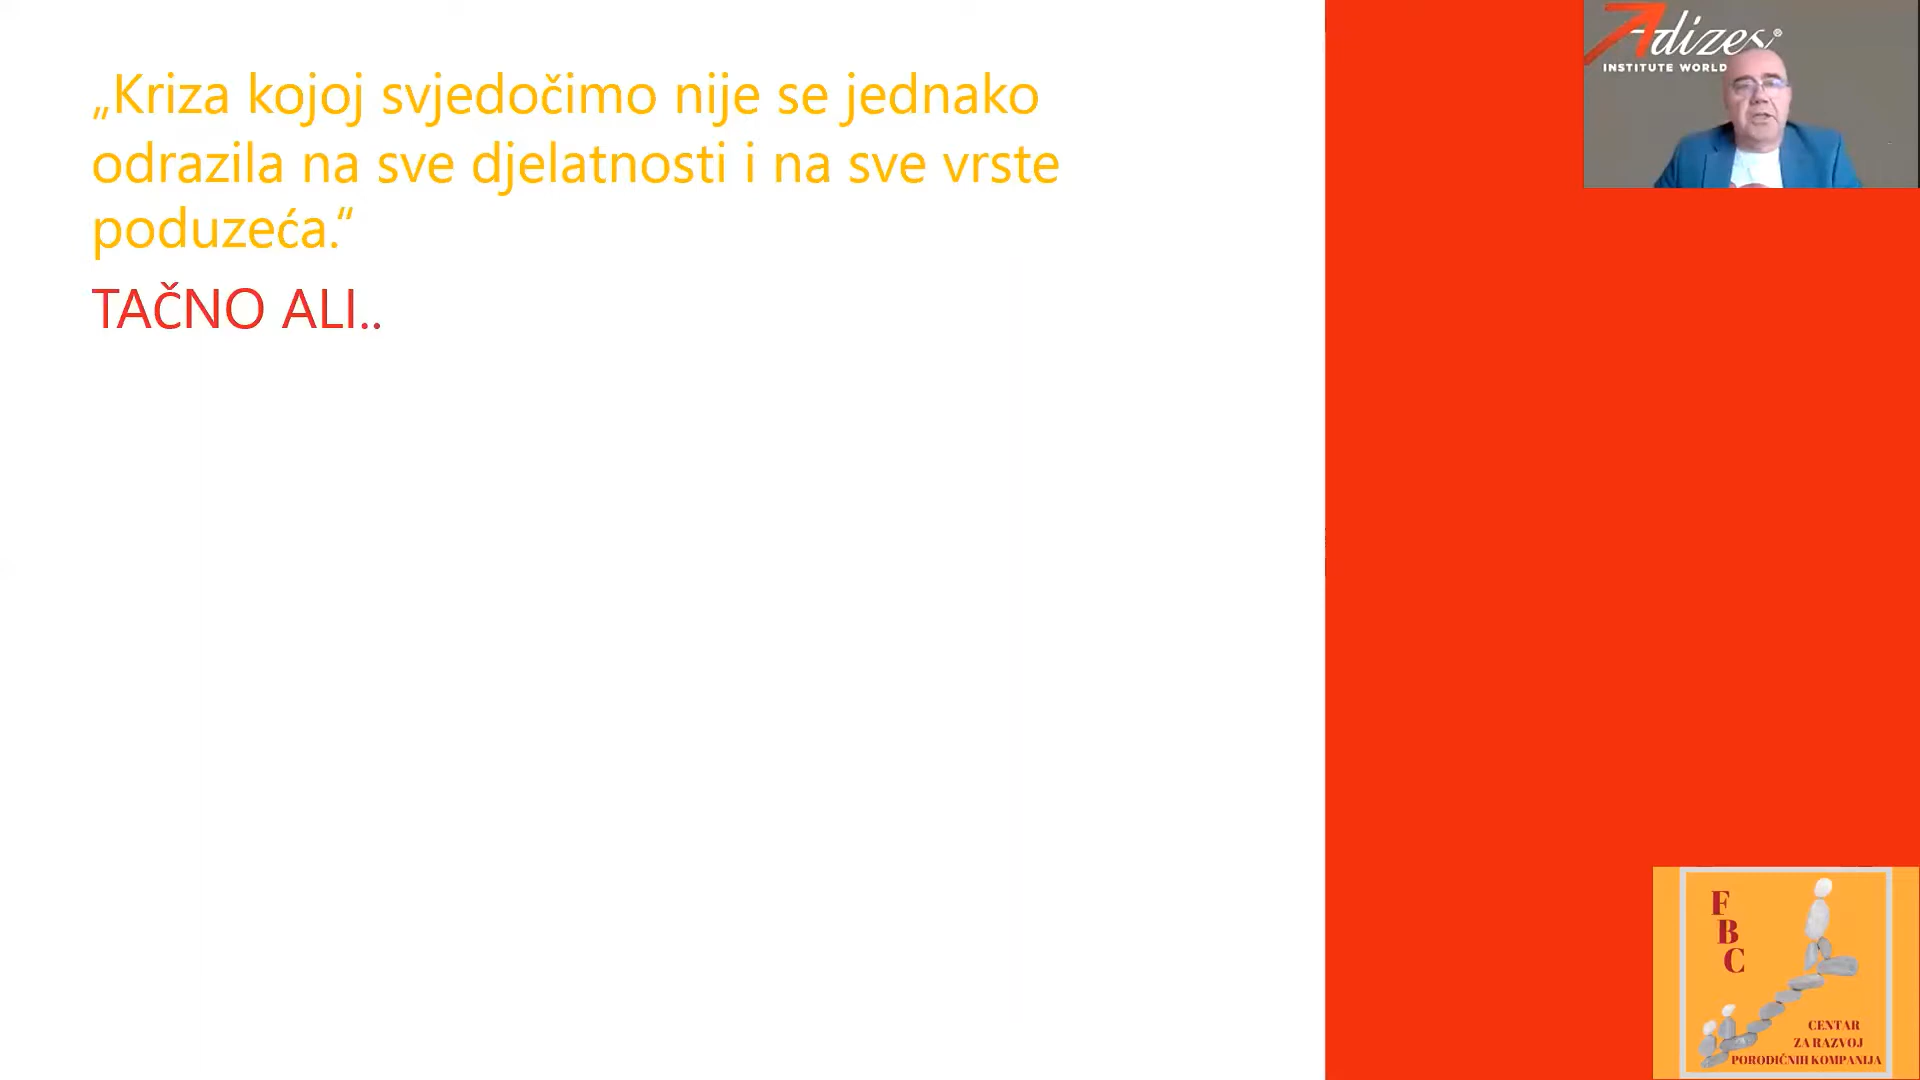 „Kriza kojoj svjedočimo nije se jednako
odrazila na sve djelatnosti i na sve vrste
poduzeća.“
TAČNO ALI..
Adizes®
INSTITUTE WORLD
F
B
C
CENTAR
ZA RAZVOJ
PORODIČNIH KOMPANIJA